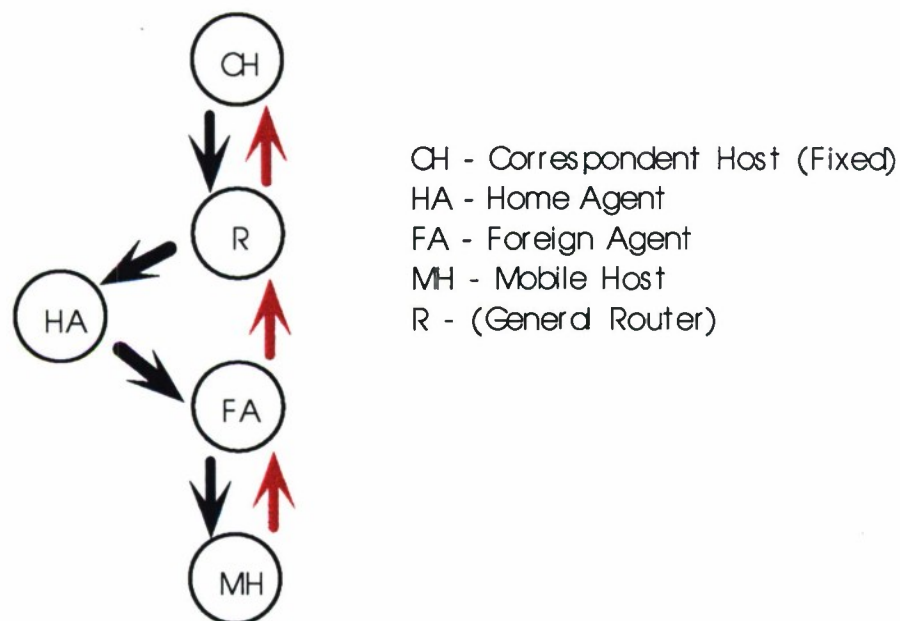 CH
R
HA
FA
MH
CH - Correspondent Host (Fixed)
HA - Home Agent
FA - Foreign Agent
MH - Mobile Host
R - (General Router)